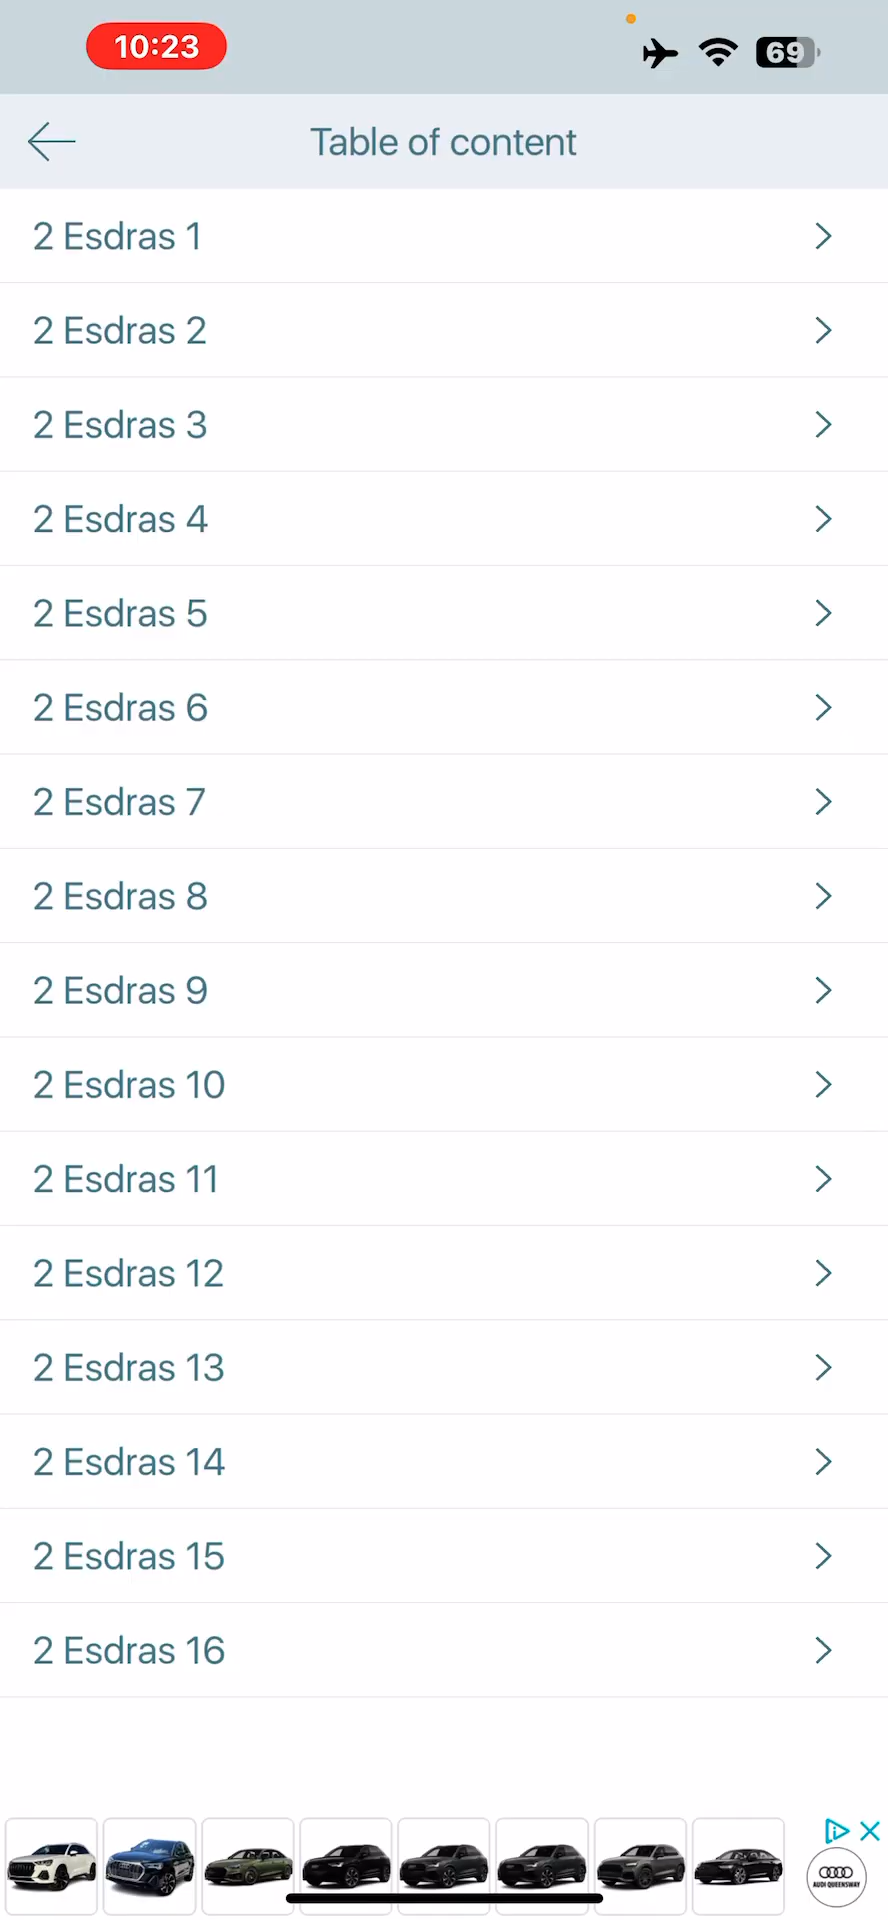 10:23
69
Table of content
2 Esdras 1
2 Esdras 2
2 Esdras 3
2 Esdras 4
2 Esdras 5
2 Esdras 6
2 Esdras 7
2 Esdras 8
2 Esdras 9
2 Esdras 10
2 Esdras 11
2 Esdras 12
2 Esdras 13
2 Esdras 14
2 Esdras 15
2 Esdras 16
AUDI QUEENSWAY